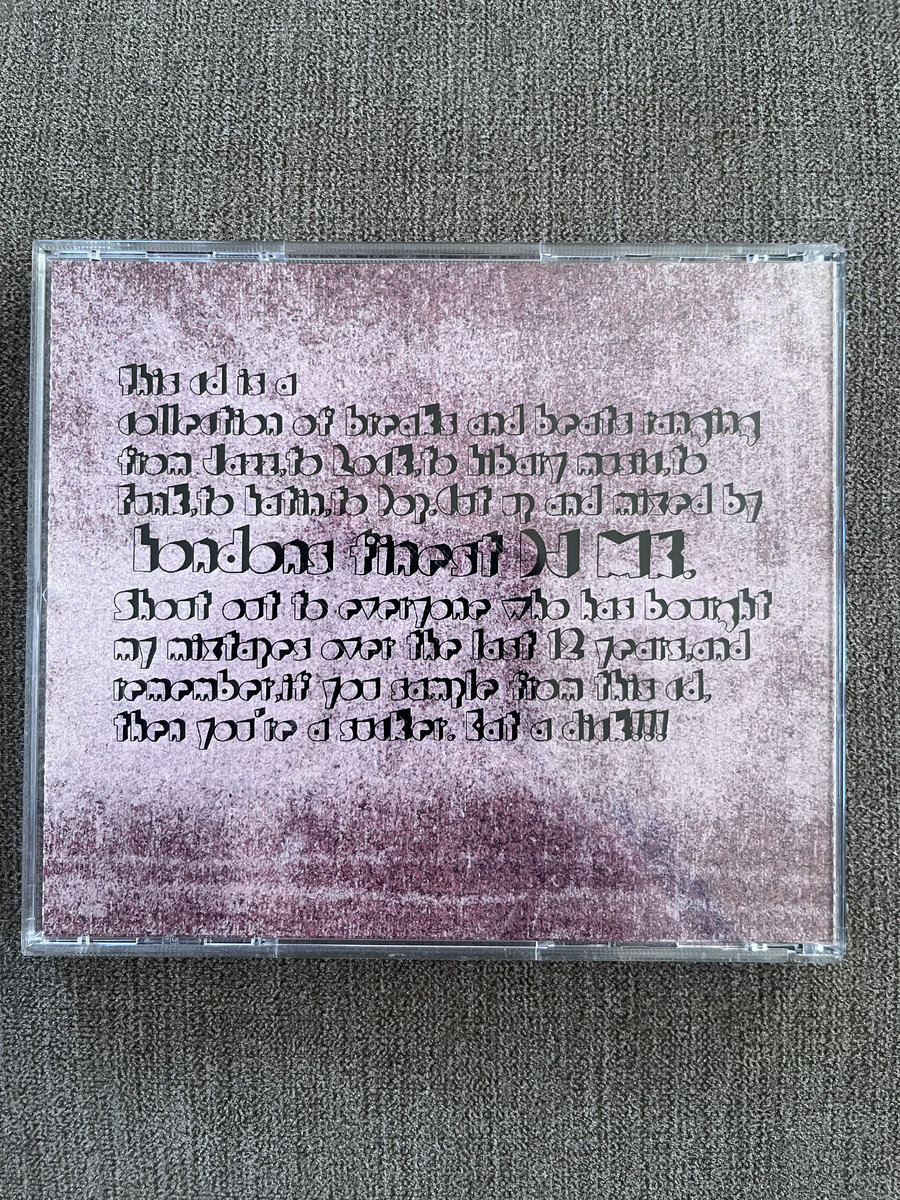 This cd is a
collection of breaks and beats ranging
from Jazz,to Rock,to Libary music,to
Funk,to Latin,to Pop.Cut up and mixed by
Londons finest DJ MK.
Shout out to everyone who has bought
my mixtapes over the last 12 years,and
remember,if you sample from this cd,
then you're a sucker. Eat a dick!!!